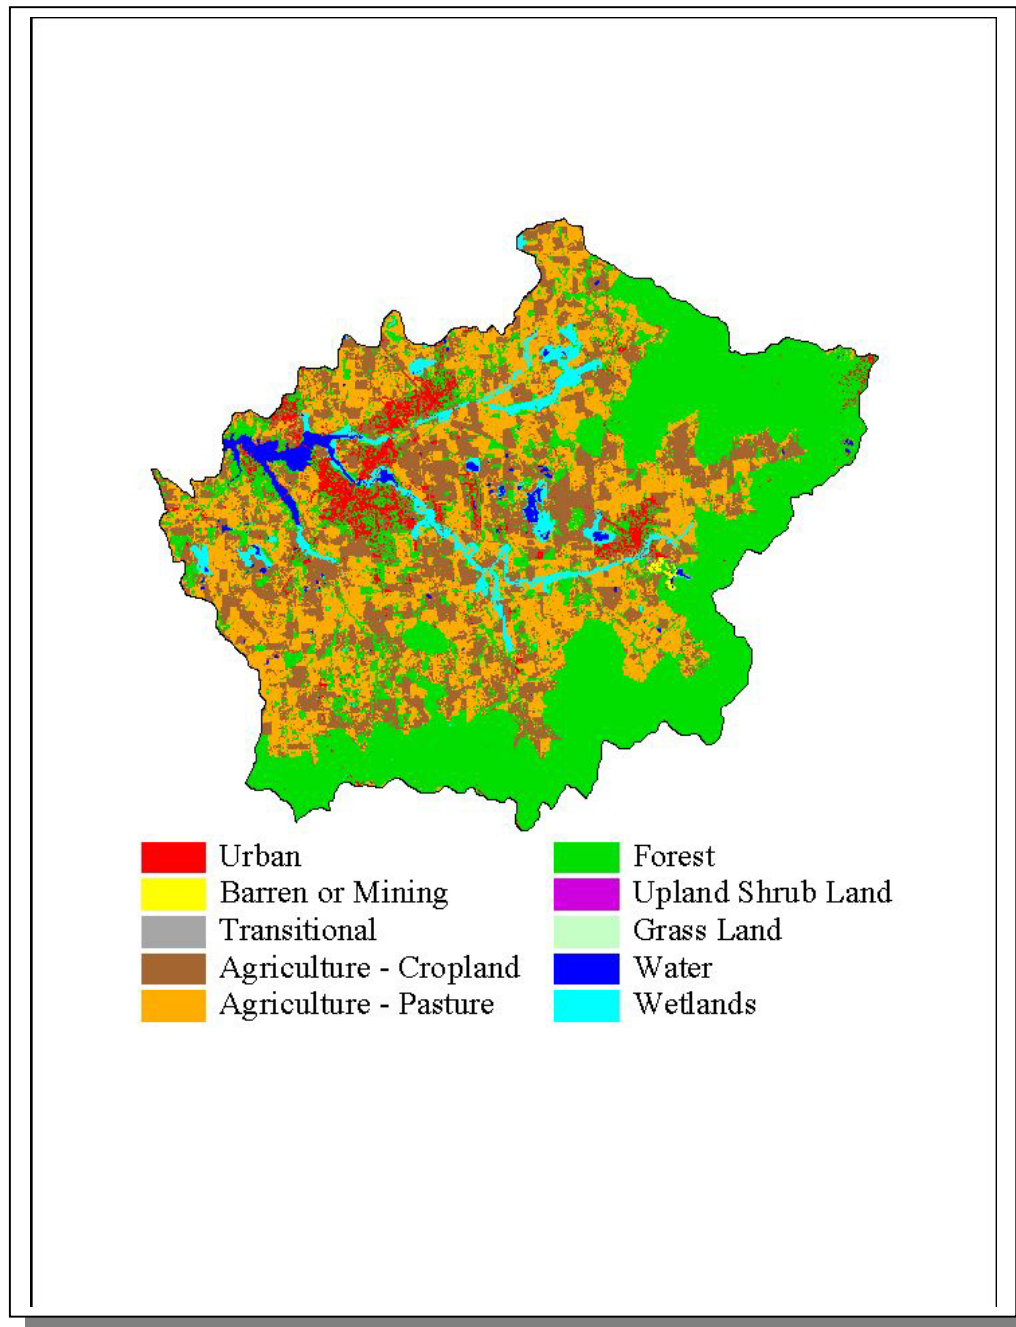 Urban
Barren or Mining
Transitional
Agriculture - Cropland
Agriculture - Pasture
Forest
Upland Shrub Land
Grass Land
Water
Wetlands